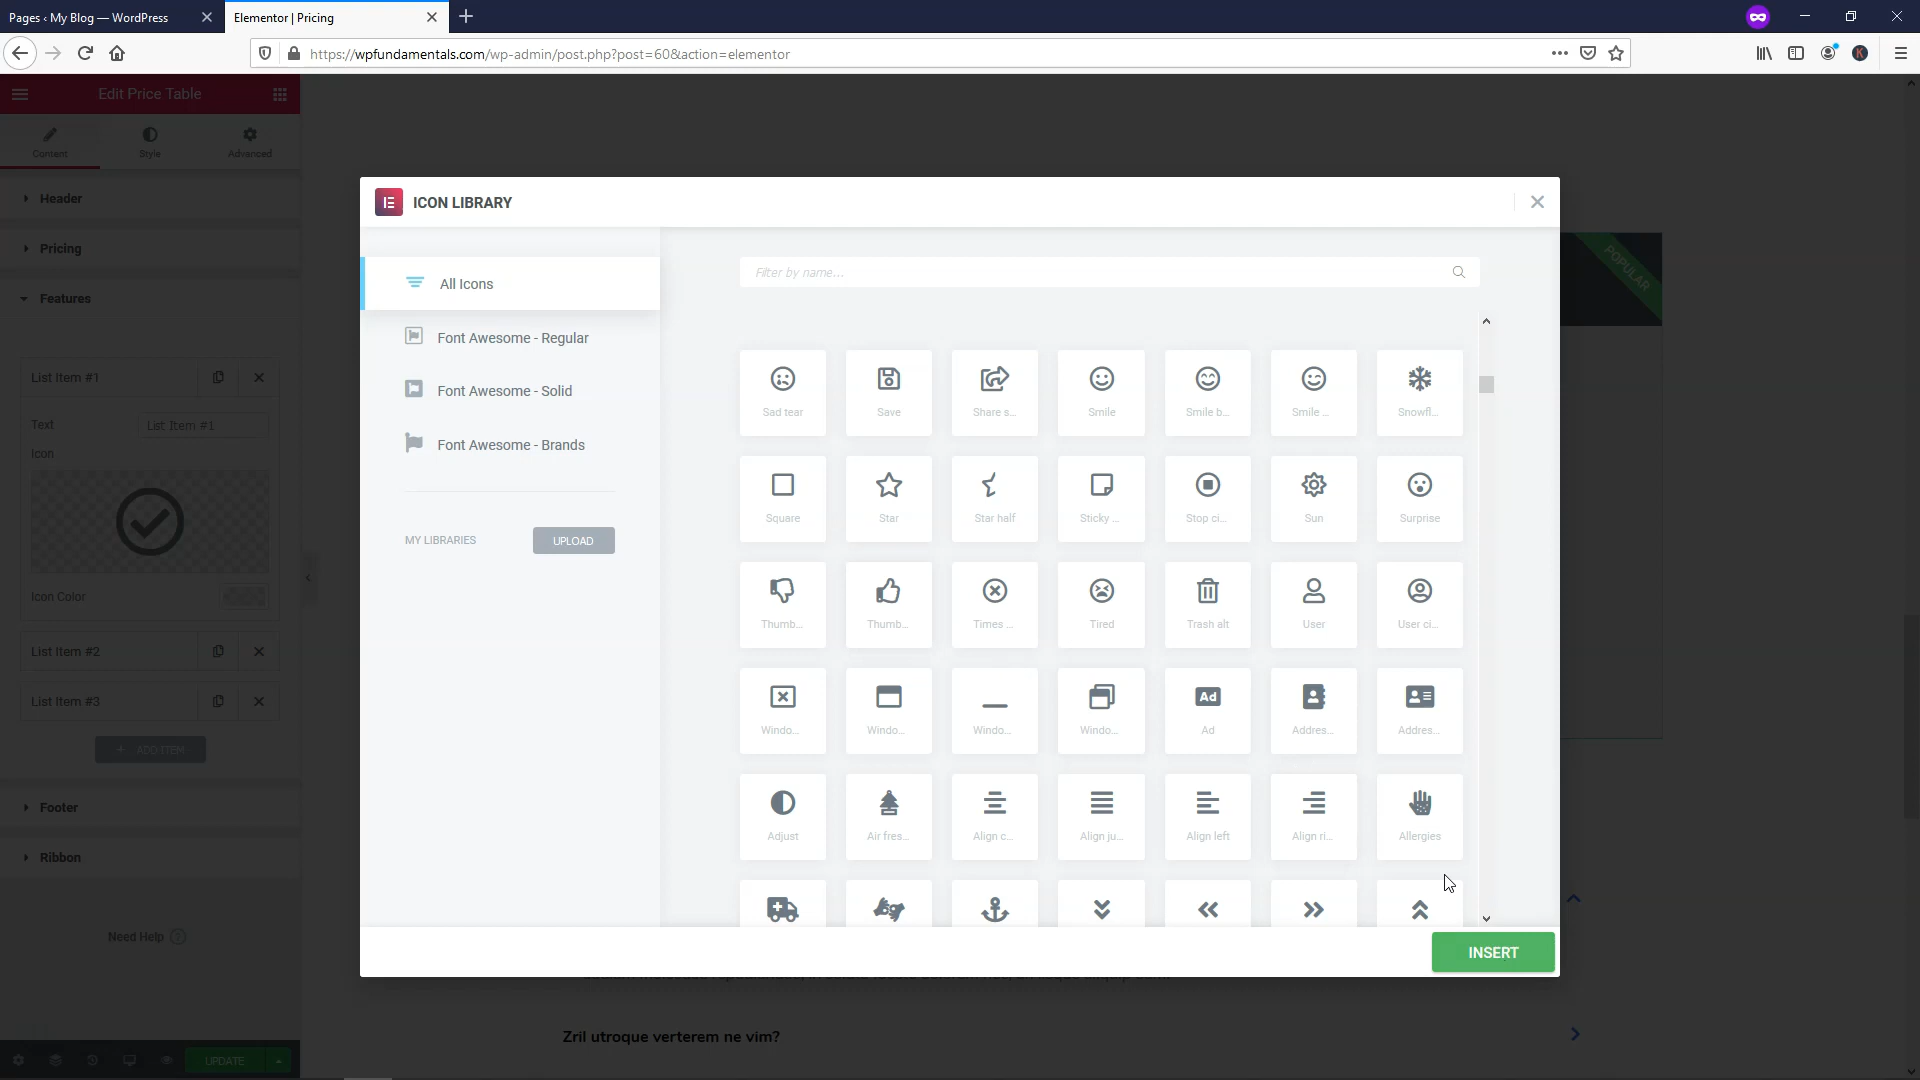 Pages ‹ My Blog — WordPress
Elementor | Pricing
https://wpfundamentals.com/wp-admin/post.php?post=60&action=elementor
Edit Price Table
Content
Style
Advanced
Header
Pricing
Features
List Item #1
Text
List Item #1
Icon
Icon Color
List Item #2
List Item #3
+ ADD ITEM
Footer
Ribbon
Need Help ?
UPDATE
ICON LIBRARY
All Icons
Font Awesome - Regular
Font Awesome - Solid
Font Awesome - Brands
MY LIBRARIES
UPLOAD
Filter by name...
Sad tear
Save
Share s...
Smile
Smile b...
Smile ...
Snowfl...
Square
Star
Star half
Sticky ...
Stop ci...
Sun
Surprise
Thumb...
Thumb...
Times ...
Tired
Trash alt
User
User ci...
Windo...
Windo...
Windo...
Windo...
Ad
Ad
Addres...
Addres...
Adjust
Air fres...
Align c...
Align ju...
Align left
Align ri...
Allergies
INSERT
POPULAR
Zril utroque verterem ne vim?